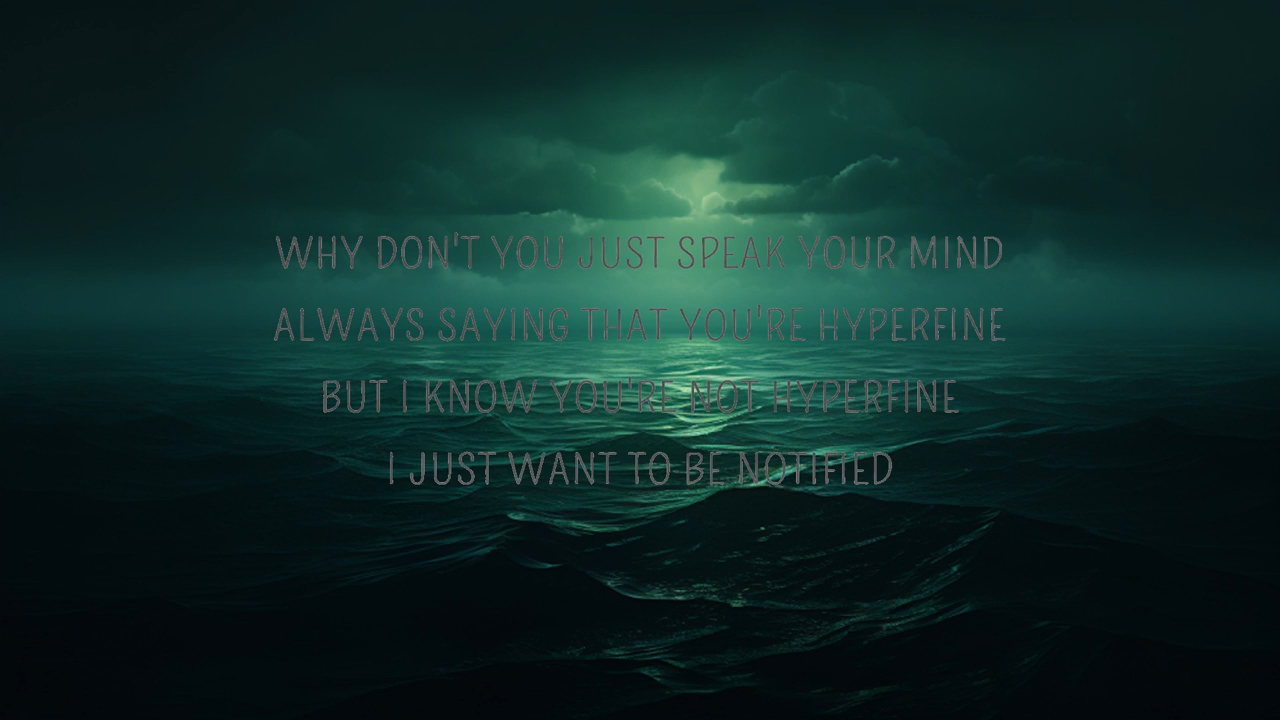 WHY DON'T YOU JUST SPEAK YOUR MIND
ALWAYS SAYING THAT YOU'RE HYPERFINE
BUT I KNOW YOU'RE NOT HYPERFINE
I JUST WANT TO BE NOTIFIED